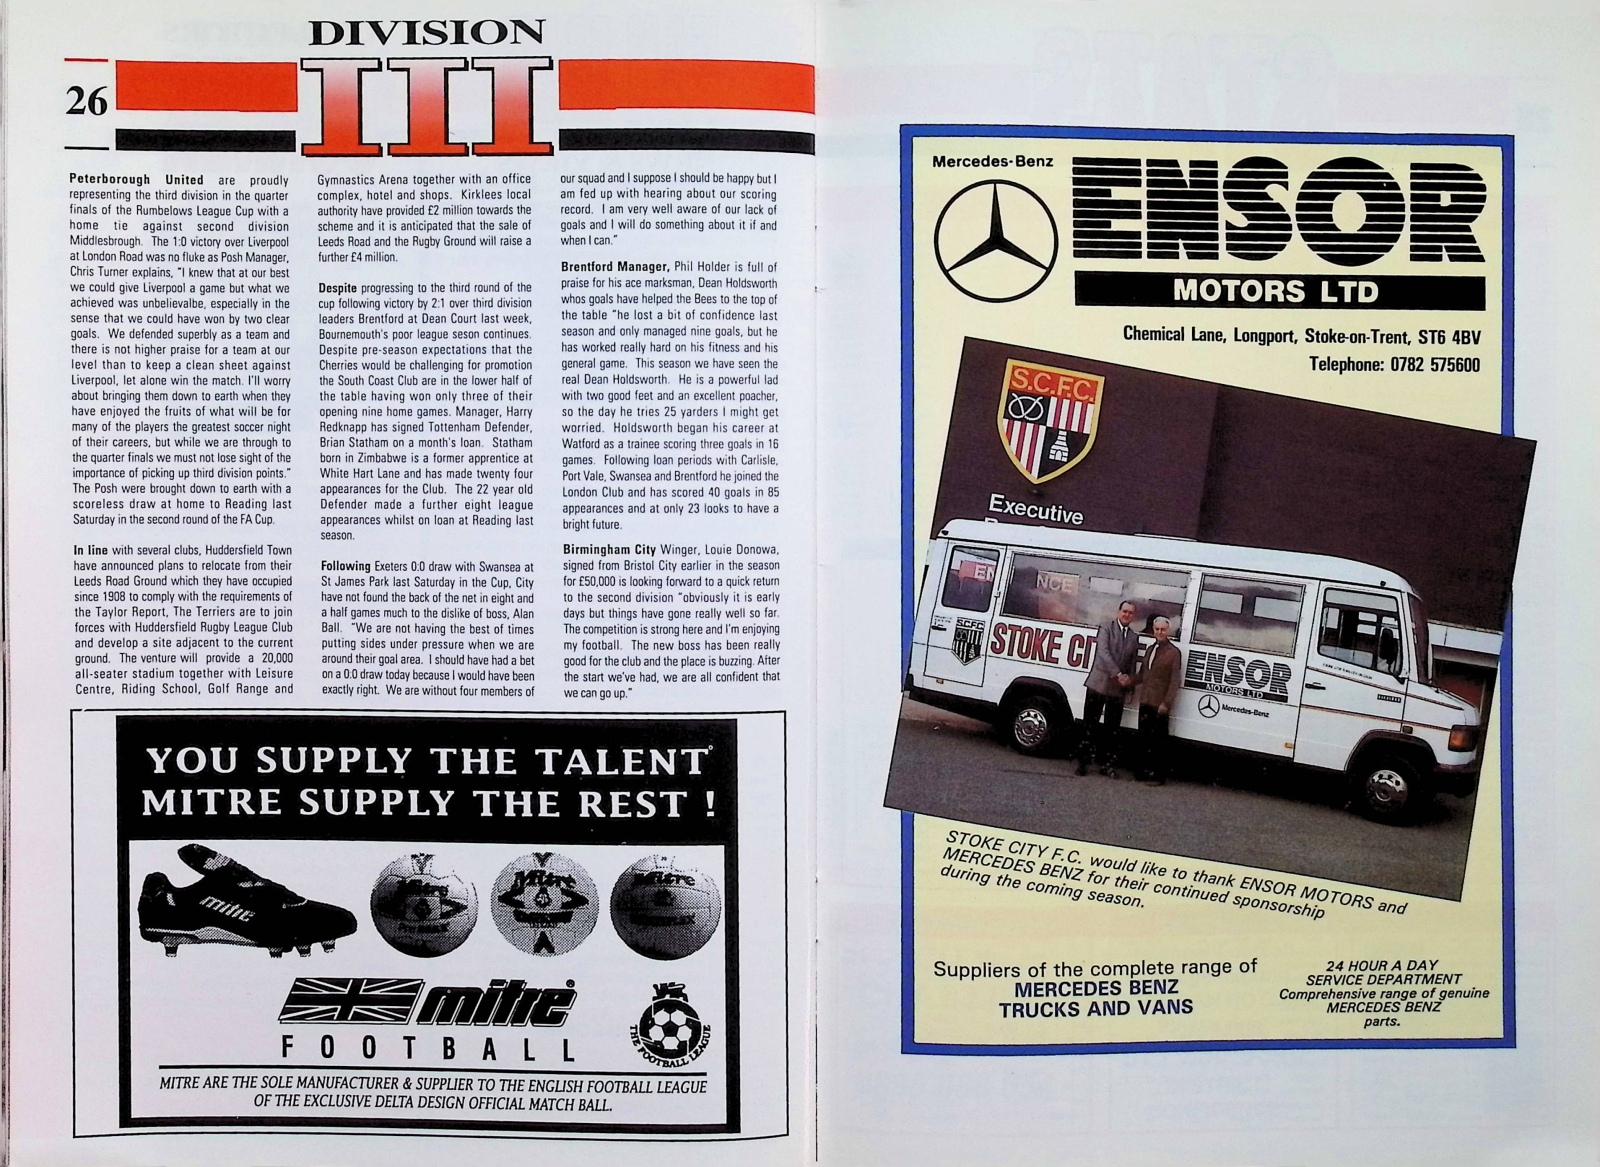 DIVISION
III
26
Peterborough United are proudly
representing the third division in the quarter
finals of the Rumbelows League Cup with a
home tie against second division
Middlesbrough. The 1:0 victory over Liverpool
at London Road was no fluke as Posh Manager,
Chris Turner explains, "I knew that at our best
we could give Liverpool a game but what we
achieved was unbelievalbe, especially in the
sense that we could have won by two clear
goals. We defended superbly as a team and
there is not higher praise for a team at our
level than to keep a clean sheet against
Liverpool, let alone win the match. I'll worry
about bringing them down to earth when they
have enjoyed the fruits of what will be for
many of the players the greatest soccer night
of their careers, but while we are through to
the quarter finals we must not lose sight of the
importance of picking up third division points."
The Posh were brought down to earth with a
scoreless draw at home to Reading last
Saturday in the second round of the FA Cup.
In line with several clubs, Huddersfield Town
have announced plans to relocate from their
Leeds Road Ground which they have occupied
since 1908 to comply with the requirements of
the Taylor Report, The Terriers are to join
forces with Huddersfield Rugby League Club
and develop a site adjacent to the current
ground. The venture will provide a 20,000
all-seater stadium together with Leisure
Centre, Riding School, Golf Range and
Gymnastics Arena together with an office
complex, hotel and shops. Kirklees local
authority have provided £2 million towards the
scheme and it is anticipated that the sale of
Leeds Road and the Rugby Ground will raise a
further £4 million.
Despite progressing to the third round of the
cup following victory by 2:1 over third division
leaders Brentford at Dean Court last week,
Bournemouth's poor league seson continues.
Despite pre-season expectations that the
Cherries would be challenging for promotion
the South Coast Club are in the lower half of
the table having won only three of their
opening nine home games. Manager, Harry
Redknapp has signed Tottenham Defender,
Brian Statham on a month's loan. Statham
born in Zimbabwe is a former apprentice at
White Hart Lane and has made twenty four
appearances for the Club. The 22 year old
Defender made a further eight league
appearances whilst on loan at Reading last
season.
Following Exeters 0:0 draw with Swansea at
St James Park last Saturday in the Cup, City
have not found the back of the net in eight and
a half games much to the dislike of boss, Alan
Ball. "We are not having the best of times
putting sides under pressure when we are
around their goal area. I should have had a bet
on a 0:0 draw today because I would have been
exactly right. We are without four members of
our squad and I suppose I should be happy but I
am fed up with hearing about our scoring
record. I am very well aware of our lack of
goals and I will do something about it if and
when I can."
Brentford Manager, Phil Holder is full of
praise for his ace marksman, Dean Holdsworth
whos goals have helped the Bees to the top of
the table "he lost a bit of confidence last
season and only managed nine goals, but he
has worked really hard on his fitness and his
general game. This season we have seen the
real Dean Holdsworth. He is a powerful lad
with two good feet and an excellent poacher,
so the day he tries 25 yarders I might get
worried. Holdsworth began his career at
Watford as a trainee scoring three goals in 16
games. Following loan periods with Carlisle,
Port Vale, Swansea and Brentford he joined the
London Club and has scored 40 goals in 85
appearances and at only 23 looks to have a
bright future.
Birmingham City Winger, Louie Donowa,
signed from Bristol City earlier in the season
for £50,000 is looking forward to a quick return
to the second division "obviously it is early
days but things have gone really well so far.
The competition is strong here and I'm enjoying
my football. The new boss has been really
good for the club and the place is buzzing. After
the start we've had, we are all confident that
we can go up."
YOU SUPPLY THE TALENT
MITRE SUPPLY THE REST !
mitre
Mitre
Mitre
Mitre
mitre®
FOOTBALL
THE FOOTBALL LEAGUE
MITRE ARE THE SOLE MANUFACTURER & SUPPLIER TO THE ENGLISH FOOTBALL LEAGUE
OF THE EXCLUSIVE DELTA DESIGN OFFICIAL MATCH BALL.
Mercedes-Benz
ENSOR
MOTORS LTD
Chemical Lane, Longport, Stoke-on-Trent, ST6 4BV
Telephone: 0782 575600
S.C.F.C.
Executive
EN
NCE
S.C.F.C.
STOKE CI
ENSOR
MOTORS LTD
Mercedes-Benz
STOKE CITY F.C. would like to thank ENSOR MOTORS and
MERCEDES BENZ for their continued sponsorship
during the coming season.
Suppliers of the complete range of
MERCEDES BENZ
TRUCKS AND VANS
24 HOUR A DAY
SERVICE DEPARTMENT
Comprehensive range of genuine
MERCEDES BENZ
parts.